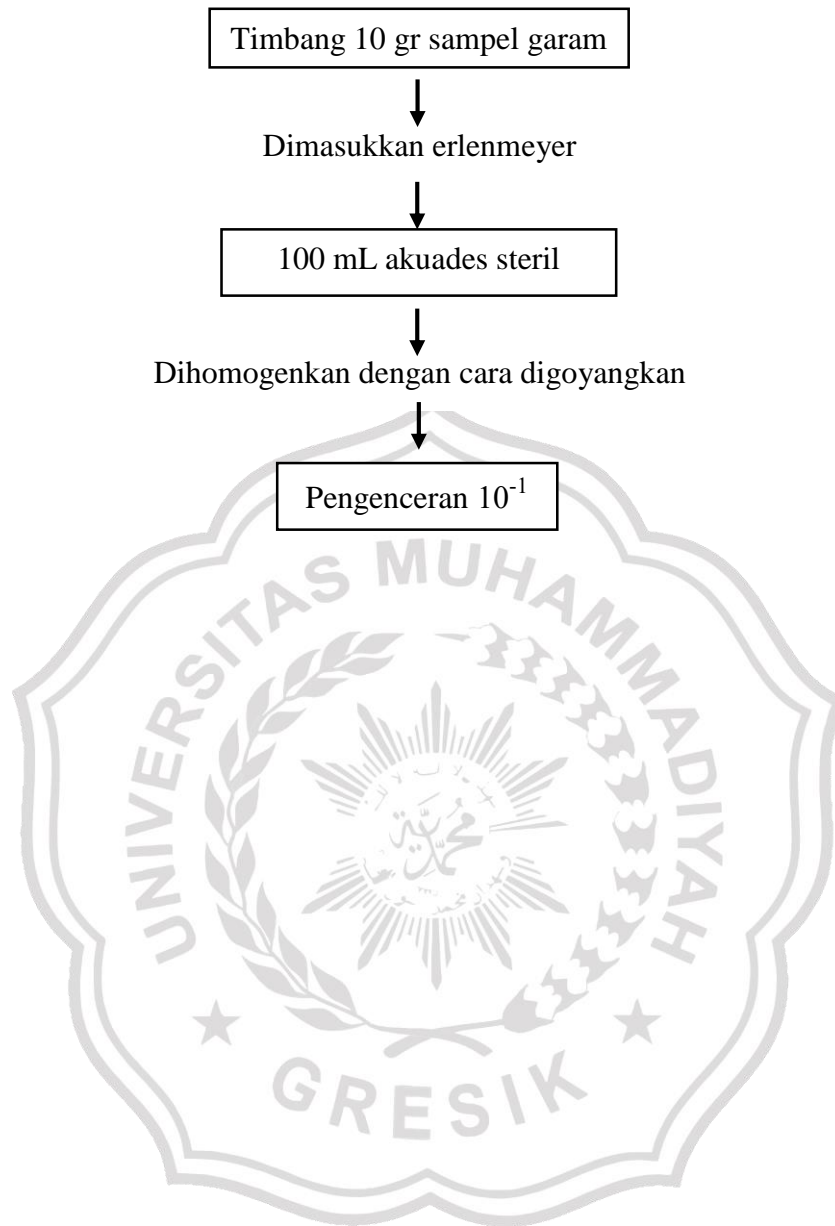 Timbang 10 gr sampel garam
Dimasukkan erlenmeyer
100 mL akuades steril
Dihomogenkan dengan cara digoyangkan
Pengenceran 10⁻¹
UNIVERSITAS MUHAMMADIYAH
GRESIK